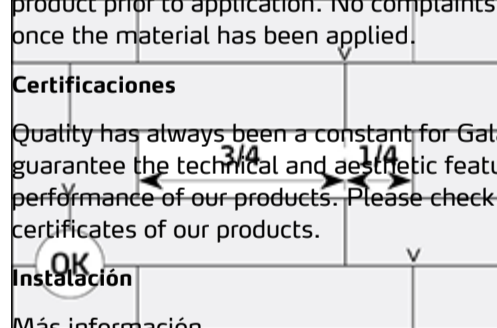 product prior to application. No complaints
once the material has been applied.
Certificaciones
Quality has always been a constant for Gal
3/4 1/4
guarantee the technical and aesthetic featu
performance of our products. Please check
certificates of our products.
OK
Instalación
Más información